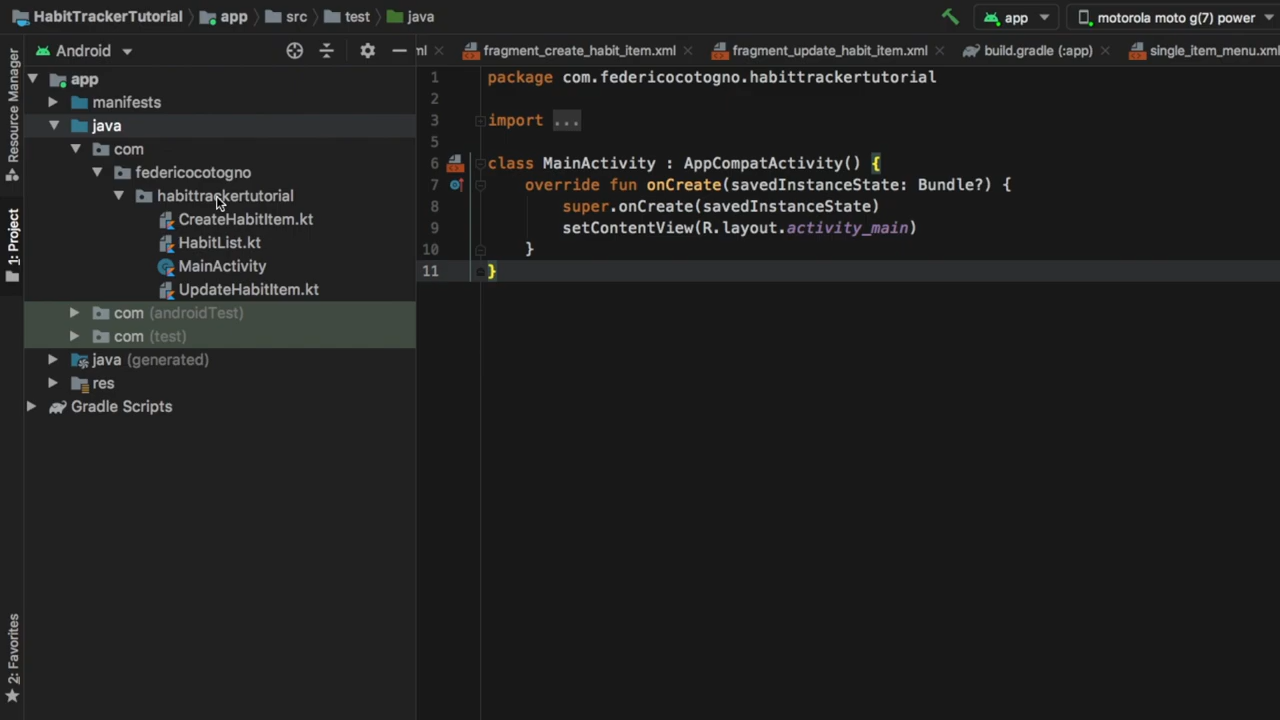 HabitTrackerTutorial app src test java
app motorola moto g(7) power
Android
ml fragment_create_habit_item.xml fragment_update_habit_item.xml build.gradle (:app) single_item_menu.xml
Resource Manager
1: Project
2: Favorites
app
manifests
java
com
federicocotogno
habittrackertutorial
CreateHabitItem.kt
HabitList.kt
MainActivity
UpdateHabitItem.kt
com (androidTest)
com (test)
java (generated)
res
Gradle Scripts
1 package com.federicocotogno.habittrackertutorial
2
3 import ...
5
6 class MainActivity : AppCompatActivity() {
7 override fun onCreate(savedInstanceState: Bundle?) {
8 super.onCreate(savedInstanceState)
9 setContentView(R.layout.activity_main)
10 }
11 }